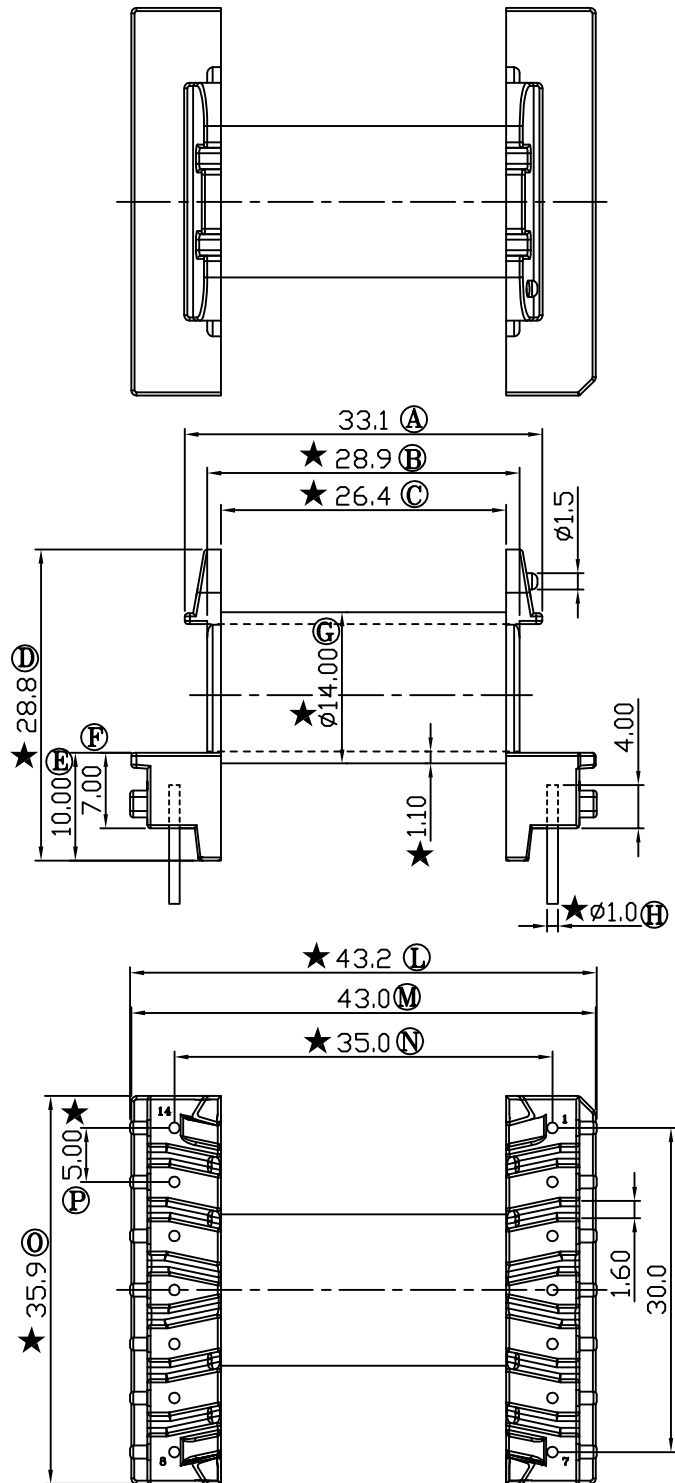 33.1 Ⓐ
★ 28.9 Ⓑ
★ 26.4 Ⓒ
ø1.5
★ 28.8 Ⓓ
10.00 Ⓔ
7.00 Ⓕ
★ ø14.00 Ⓖ
★ 1.10
4.00
★ ø1.0 Ⓗ
★ 43.2 Ⓛ
43.0 Ⓜ
★ 35.0 Ⓝ
14
1
Ⓟ 5.00 ★
★ 35.9 Ⓞ
1.60
30.0
8
7